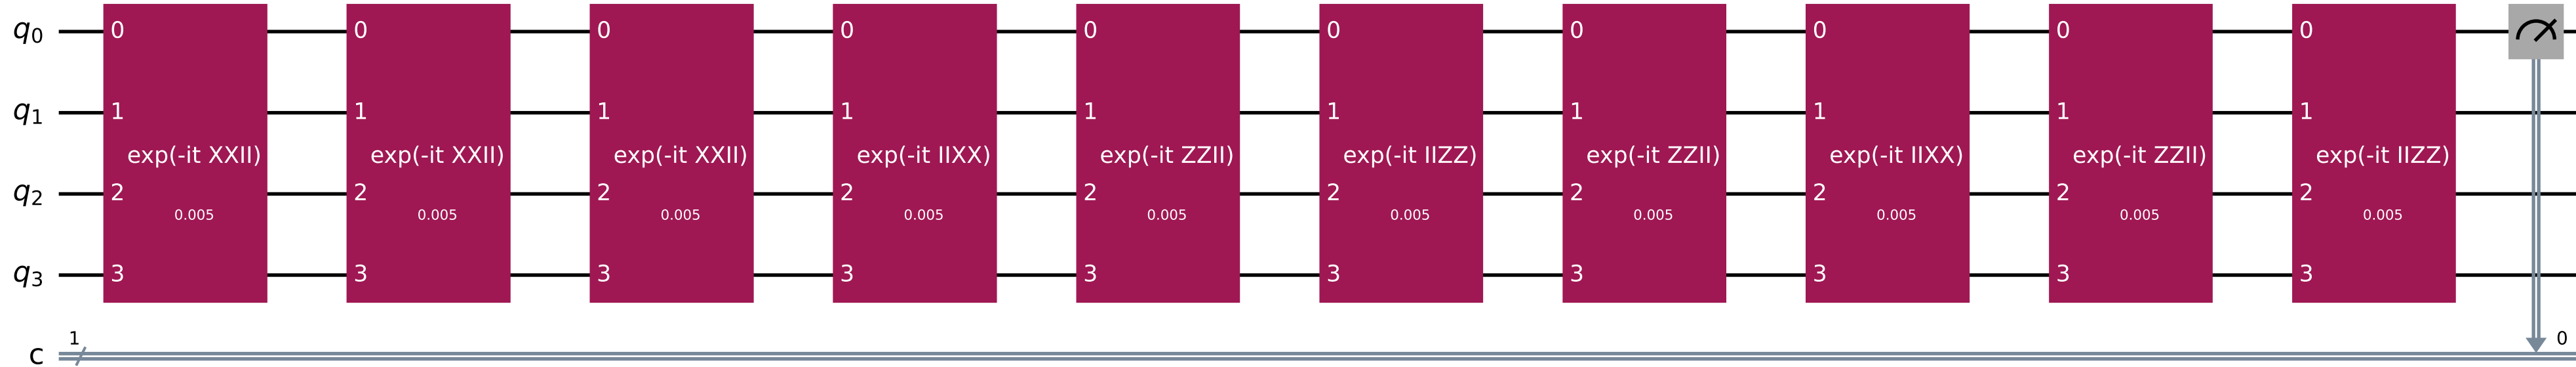 q0 0 0 0 0 0 0 0 0 0 0
q1 1 1 1 1 1 1 1 1 1 1
exp(-it XXII) exp(-it XXII) exp(-it XXII) exp(-it IIXX) exp(-it ZZII) exp(-it IIZZ) exp(-it ZZII) exp(-it IIXX) exp(-it ZZII) exp(-it IIZZ)
q2 2 2 2 2 2 2 2 2 2 2
0.005 0.005 0.005 0.005 0.005 0.005 0.005 0.005 0.005 0.005
q3 3 3 3 3 3 3 3 3 3 3
1 0
c